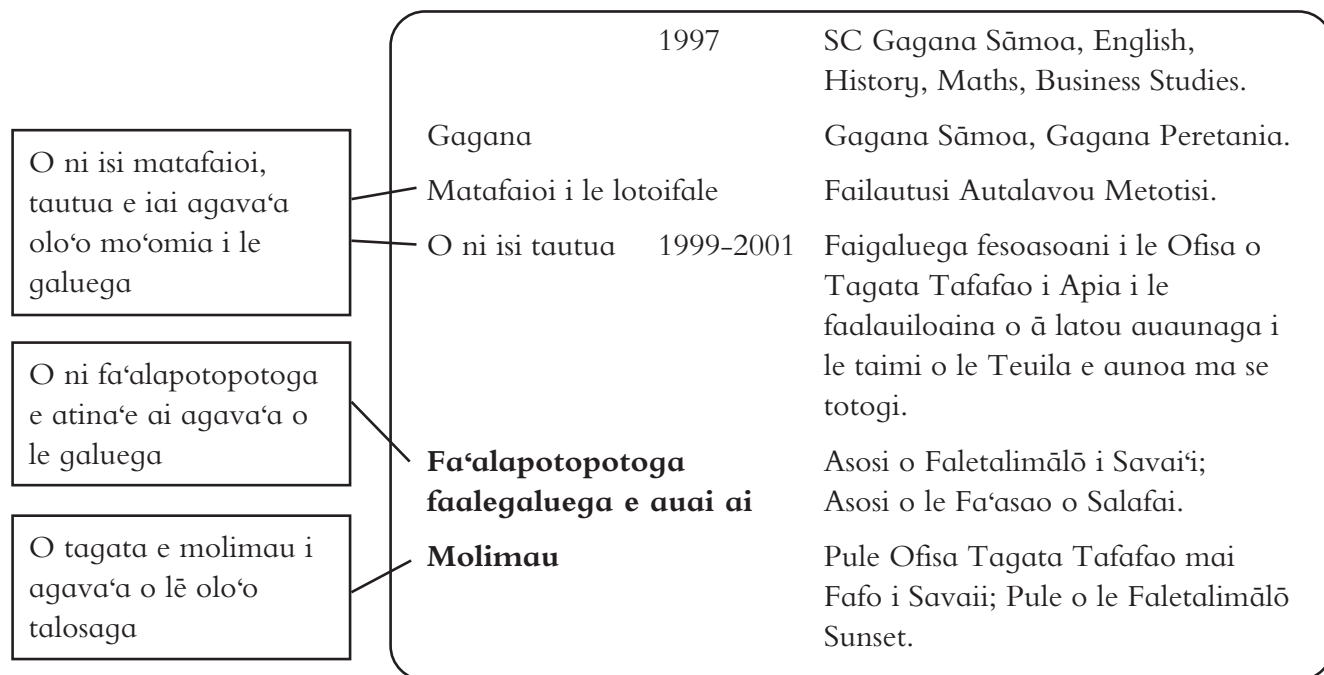 1997 SC Gagana Sāmoa, English,
History, Maths, Business Studies.
Gagana Gagana Sāmoa, Gagana Peretania.
O ni isi matafaioi,
tautua e iai agava‘a
olo‘o mo‘omia i le
galuega
Matafaioi i le lotoifale Failautusi Autalavou Metotisi.
O ni isi tautua 1999–2001 Faigaluega fesoasoani i le Ofisa o
Tagata Tafafao i Apia i le
faalauiloaina o ā latou auaunaga i
le taimi o le Teuila e aunoa ma se
totogi.
O ni fa‘alapotopotoga
e atina‘e ai agava‘a o
le galuega
Fa‘alapotopotoga Asosi o Faletalimālō i Savai‘i;
faalegaluega e auai ai Asosi o le Fa‘asao o Salafai.
O tagata e molimau i
agava‘a o lē olo‘o
talosaga
Molimau Pule Ofisa Tagata Tafafao mai
Fafo i Savaii; Pule o le Faletalimālō
Sunset.